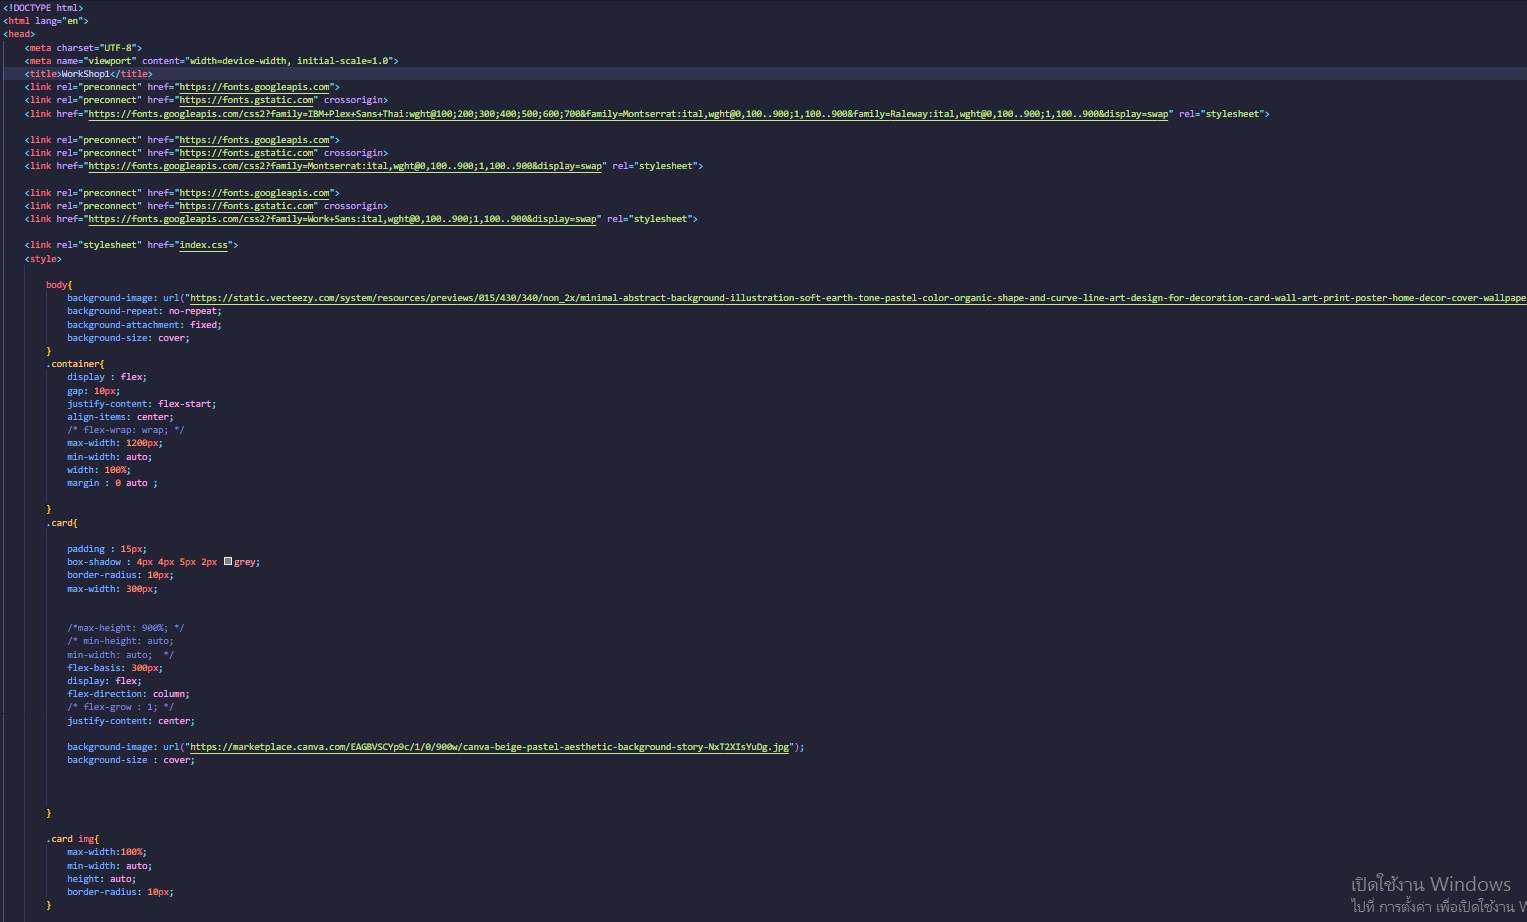 <!DOCTYPE html>
<html lang="en">
<head>
<meta charset="UTF-8">
<meta name="viewport" content="width=device-width, initial-scale=1.0">
<title>WorkShop1</title>
<link rel="preconnect" href="https://fonts.googleapis.com">
<link rel="preconnect" href="https://fonts.gstatic.com" crossorigin>
<link href="https://fonts.googleapis.com/css2?family=IBM+Plex+Sans+Thai:wght@100;200;300;400;500;600;700&family=Montserrat:ital,wght@0,100..900;1,100..900&family=Raleway:ital,wght@0,100..900;1,100..900&display=swap" rel="stylesheet">
<link rel="preconnect" href="https://fonts.googleapis.com">
<link rel="preconnect" href="https://fonts.gstatic.com" crossorigin>
<link href="https://fonts.googleapis.com/css2?family=Montserrat:ital,wght@0,100..900;1,100..900&display=swap" rel="stylesheet">
<link rel="preconnect" href="https://fonts.googleapis.com">
<link rel="preconnect" href="https://fonts.gstatic.com" crossorigin>
<link href="https://fonts.googleapis.com/css2?family=Work+Sans:ital,wght@0,100..900;1,100..900&display=swap" rel="stylesheet">
<link rel="stylesheet" href="index.css">
<style>
body{
background-image: url("https://static.vecteezy.com/system/resources/previews/015/430/340/non_2x/minimal-abstract-background-illustration-soft-earth-tone-pastel-color-organic-shape-and-curve-line-art-design-for-decoration-card-wall-art-print-poster-home-decor-cover-wallpape
background-repeat: no-repeat;
background-attachment: fixed;
background-size: cover;
}
.container{
display : flex;
gap: 10px;
justify-content: flex-start;
align-items: center;
/* flex-wrap: wrap; */
max-width: 1200px;
min-width: auto;
width: 100%;
margin : 0 auto ;
}
.card{
padding : 15px;
box-shadow : 4px 4px 5px 2px grey;
border-radius: 10px;
max-width: 300px;
/*max-height: 900%; */
/* min-height: auto;
min-width: auto;  */
flex-basis: 300px;
display: flex;
flex-direction: column;
/* flex-grow : 1; */
justify-content: center;
background-image: url("https://marketplace.canva.com/EAGBVSCYp9c/1/0/900w/canva-beige-pastel-aesthetic-background-story-NxT2XIsYuDg.jpg");
background-size : cover;
}
.card img{
max-width:100%;
min-width: auto;
height: auto;
border-radius: 10px;
}
เปิดใช้งาน Windows
ไปที่ การตั้งค่า เพื่อเปิดใช้งาน W